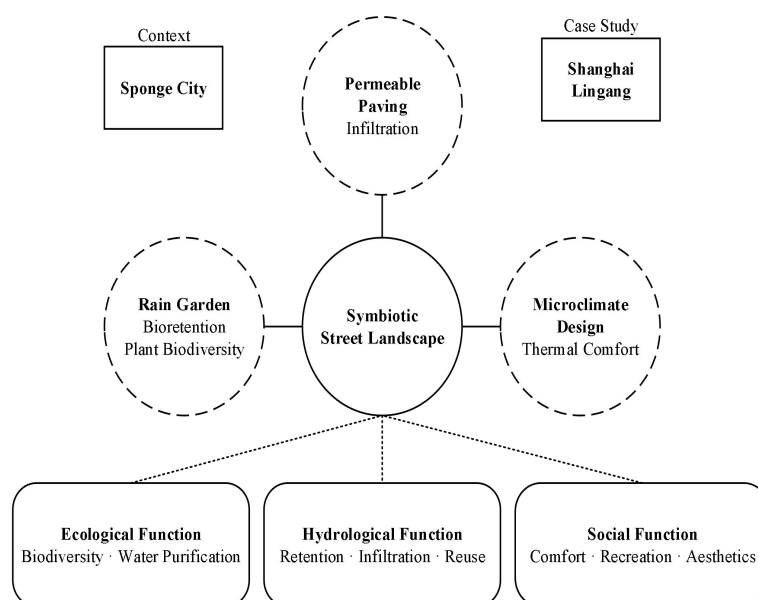 Context
Sponge City
Case Study
Shanghai
Lingang
Permeable
Paving
Infiltration
Rain Garden
Bioretention
Plant Biodiversity
Symbiotic
Street Landscape
Microclimate
Design
Thermal Comfort
Ecological Function
Biodiversity · Water Purification
Hydrological Function
Retention · Infiltration · Reuse
Social Function
Comfort · Recreation · Aesthetics